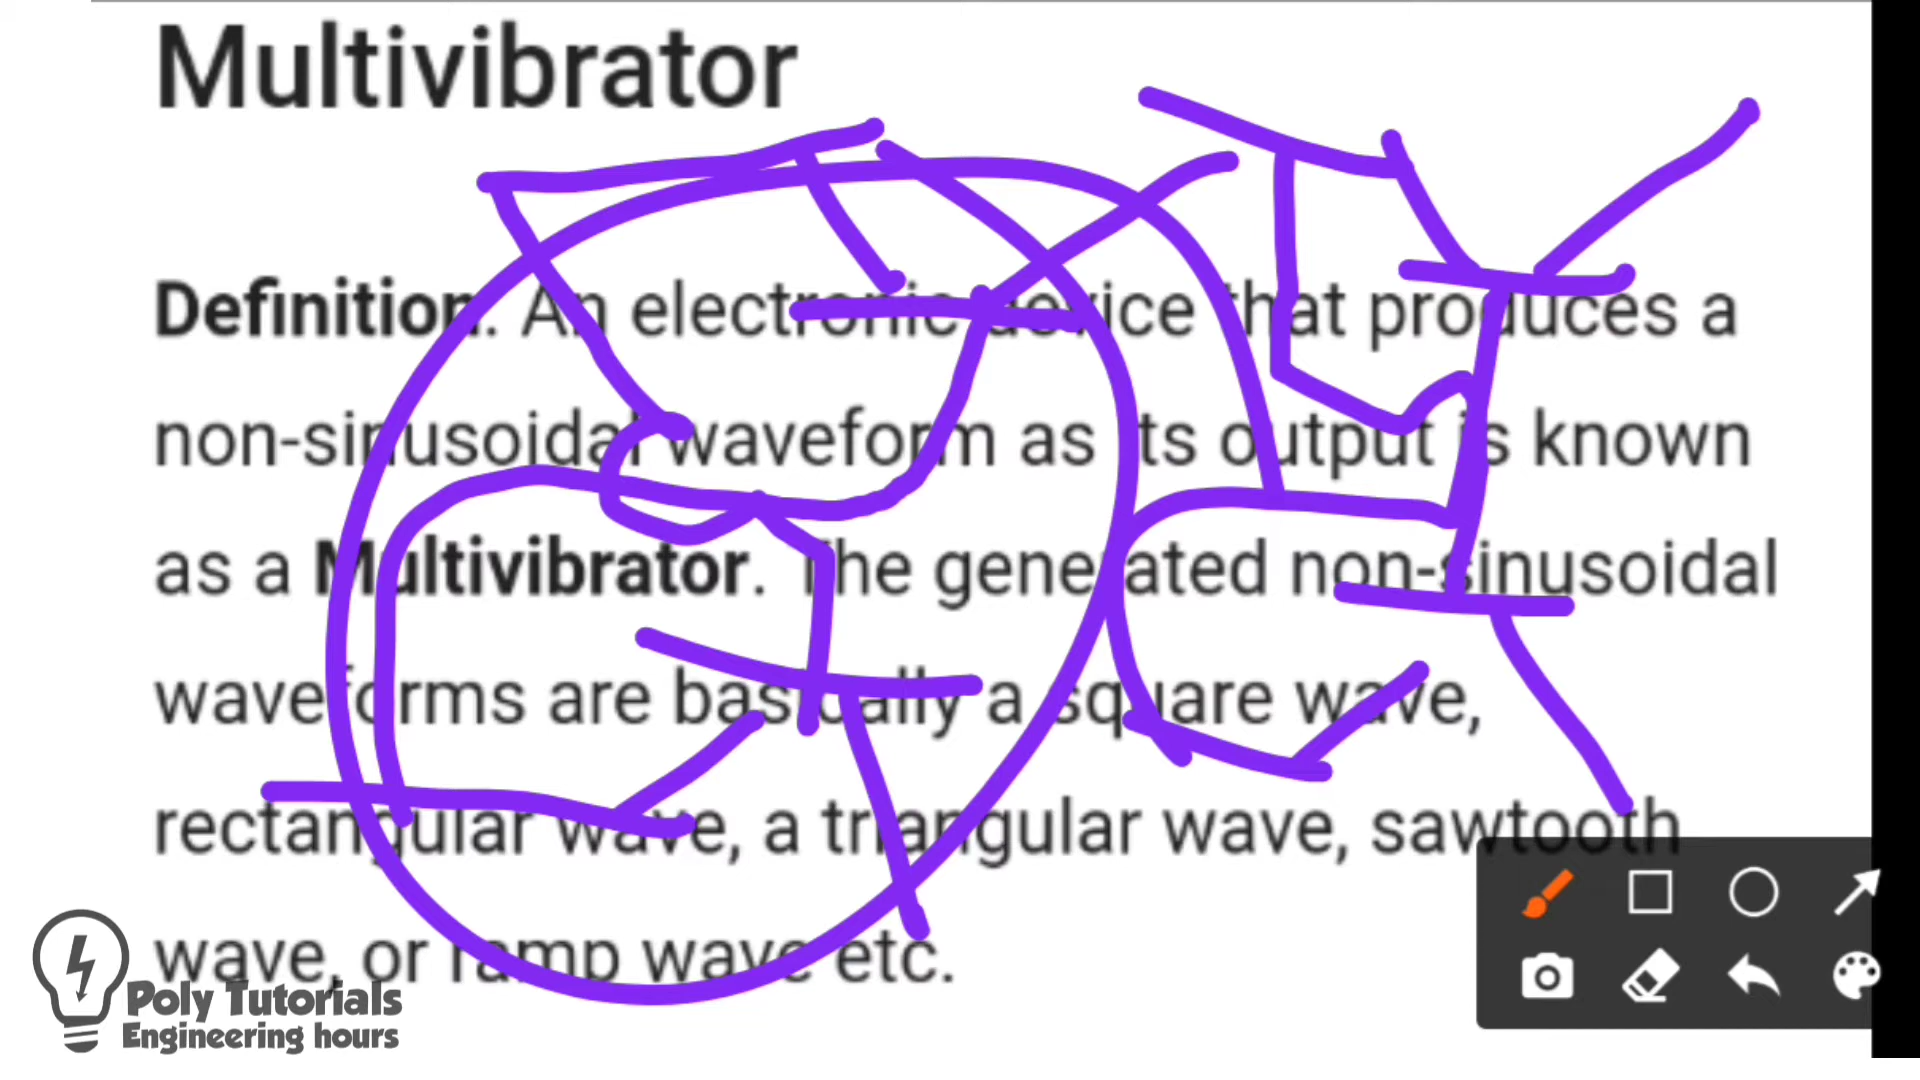 Multivibrator
Definition. An electronic device that produces a
non-sinusoidal waveform as its output is known
as a Multivibrator. The generated non-sinusoidal
waveforms are basically a square wave,
rectangular wave, a triangular wave, sawtooth
wave, or ramp wave etc.
Poly Tutorials
Engineering hours